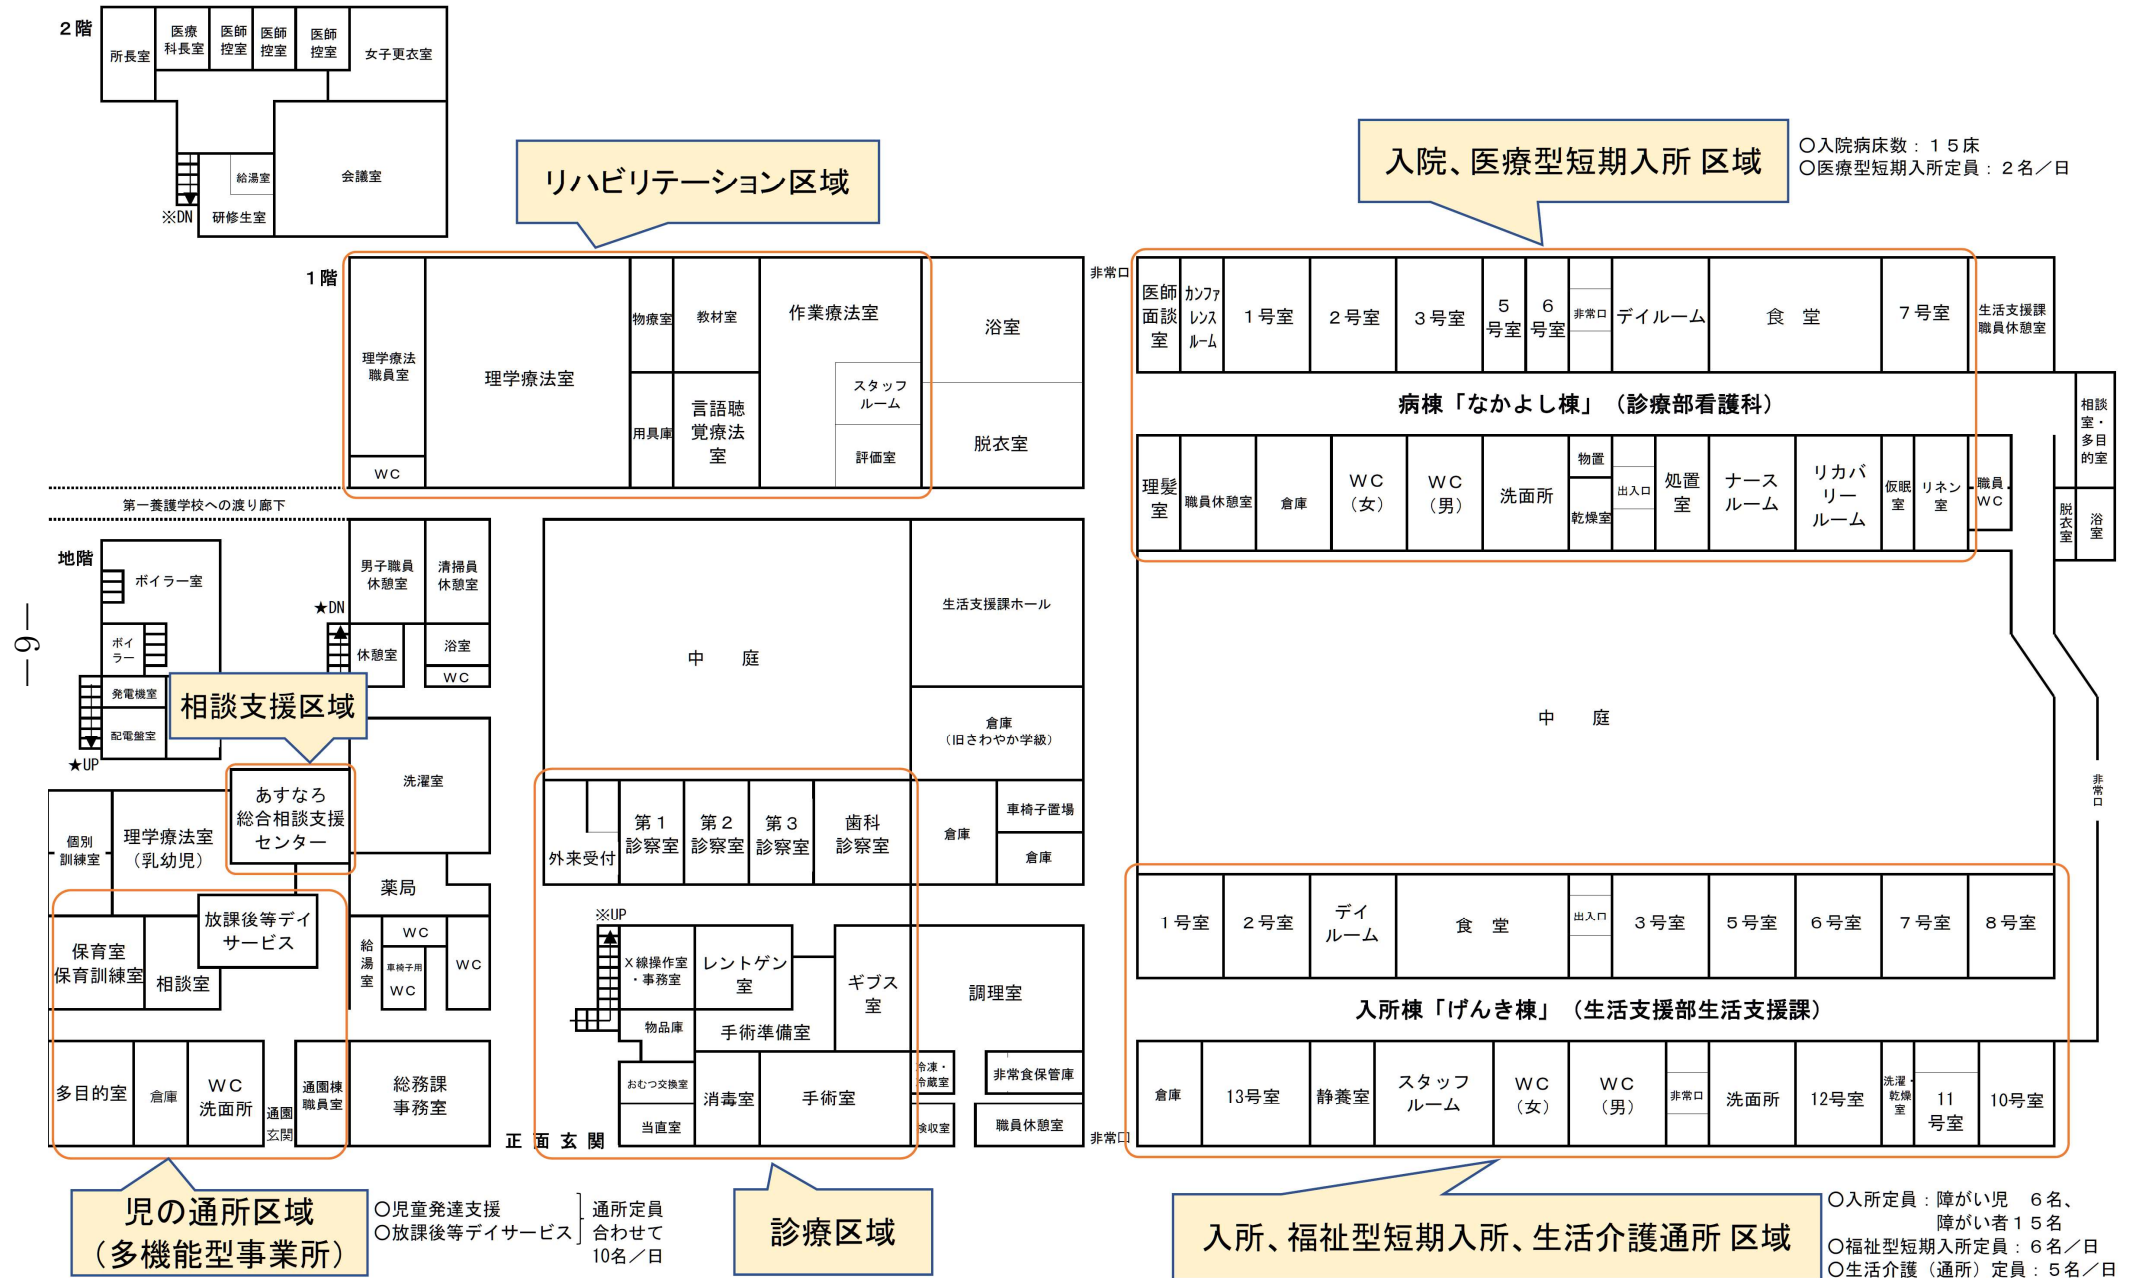 2階
所長室
医療
科長室
医師
控室
医師
控室
医師
控室
女子更衣室
給湯室
研修生室
会議室
※DN
リハビリテーション区域
入院、医療型短期入所 区域
○入院病床数：15床
○医療型短期入所定員：2名／日
1階
理学療法
職員室
WC
理学療法室
物療室
用具庫
教材室
言語聴
覚療法
室
作業療法室
スタッフ
ルーム
評価室
浴室
脱衣室
非常口
医師
面談
室
カンファ
レンス
ルーム
1号室
2号室
3号室
5
号室
6
号室
非常口
デイルーム
食　堂
7号室
生活支援課
職員休憩室
病棟「なかよし棟」（診療部看護科）
相談
室・
多目
的室
脱衣室
浴室
理髪
室
職員休憩室
倉庫
WC
（女）
WC
（男）
洗面所
物置
乾燥室
出入口
処置
室
ナース
ルーム
リカバ
リー
ルーム
仮眠
室
リネン
室
職員
WC
第一養護学校への渡り廊下
地階
ボイラー室
ボイ
ラー
発電機室
配電盤室
★UP
★DN
男子職員
休憩室
清掃員
休憩室
休憩室
浴室
WC
相談支援区域
洗濯室
あすなろ
総合相談支援
センター
個別
訓練室
理学療法室
（乳幼児）
薬局
放課後等デイ
サービス
保育室
保育訓練室
相談室
給湯室
WC
車椅子用
WC
WC
多目的室
倉庫
WC
洗面所
通園
玄関
通園棟
職員室
総務課
事務室
正面玄関
中　庭
生活支援課ホール
倉庫
（旧さわやか学級）
外来受付
第1
診察室
第2
診察室
第3
診察室
歯科
診察室
倉庫
車椅子置場
倉庫
※UP
X線操作室
・事務室
レントゲン
室
ギブス
室
調理室
物品庫
手術準備室
おむつ交換室
当直室
消毒室
手術室
冷凍・
冷蔵室
検収室
非常食保管庫
職員休憩室
非常口
中　庭
非常口
1号室
2号室
デイ
ルーム
食　堂
出入口
3号室
5号室
6号室
7号室
8号室
入所棟「げんき棟」（生活支援部生活支援課）
倉庫
13号室
静養室
スタッフ
ルーム
WC
（女）
WC
（男）
非常口
洗面所
12号室
洗濯・
乾燥
室
11
号室
10号室
児の通所区域
（多機能型事業所）
○児童発達支援
○放課後等デイサービス
通所定員
合わせて
10名／日
診療区域
入所、福祉型短期入所、生活介護通所 区域
○入所定員：障がい児　6名、
障がい者15名
○福祉型短期入所定員：6名／日
○生活介護（通所）定員：5名／日
—9—